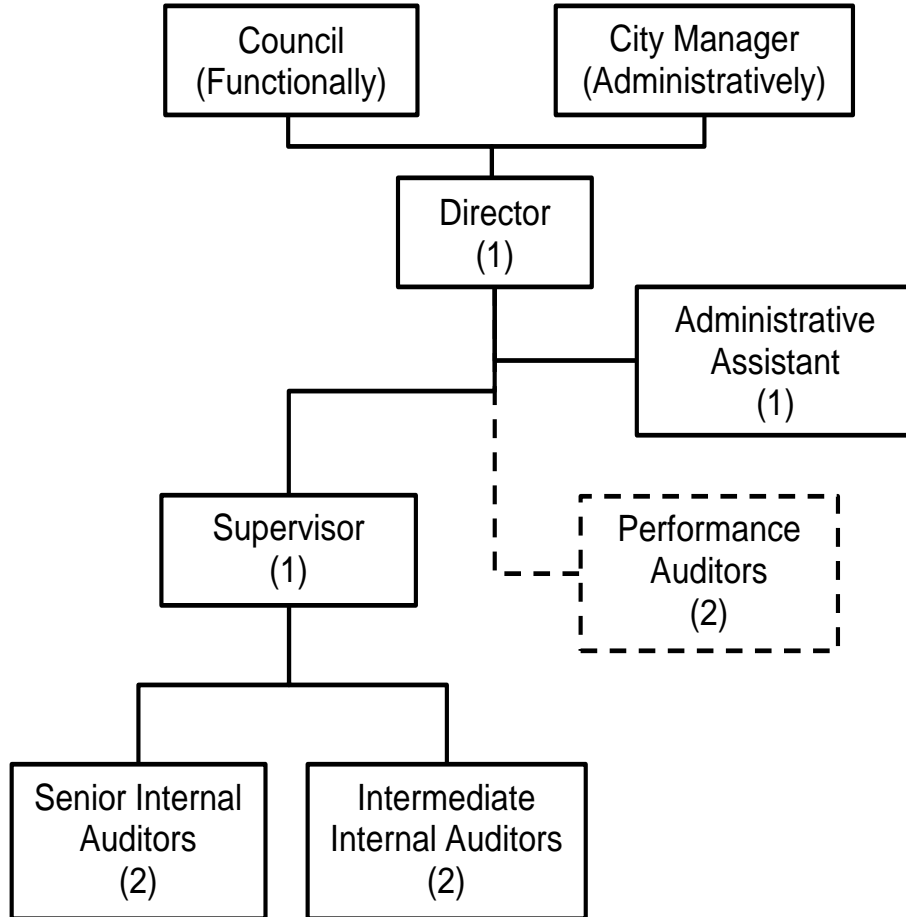 Council
(Functionally)
City Manager
(Administratively)
Director
(1)
Administrative
Assistant
(1)
Supervisor
(1)
Performance
Auditors
(2)
Senior Internal
Auditors
(2)
Intermediate
Internal Auditors
(2)